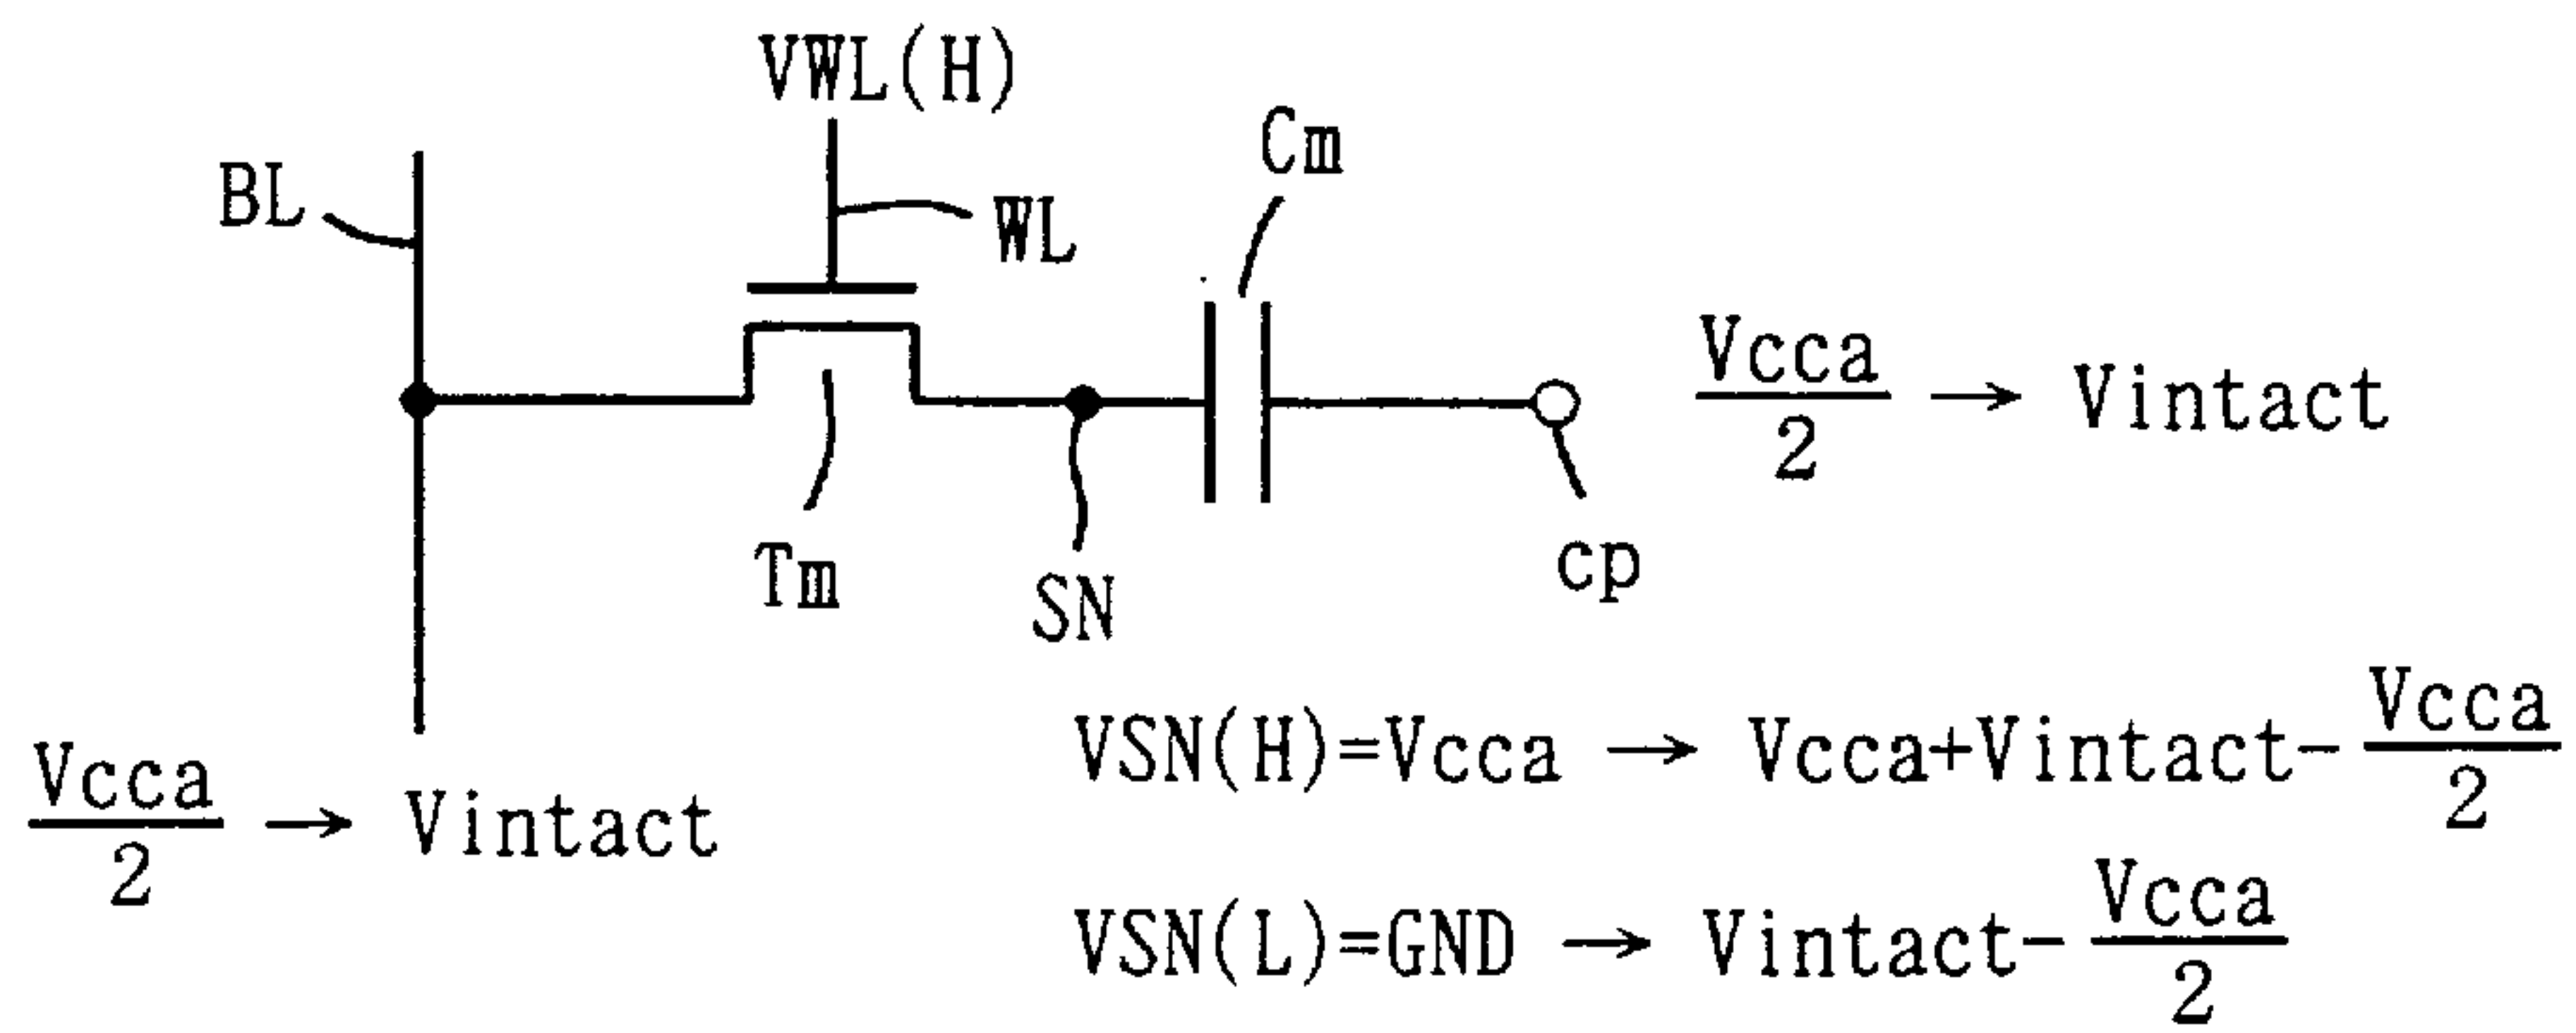 VWL(H)
BL
WL
Cm
Tm
SN
cp
Vcca/2 → Vintact
Vcca/2 → Vintact
VSN(H)=Vcca → Vcca+Vintact-Vcca/2
VSN(L)=GND → Vintact-Vcca/2